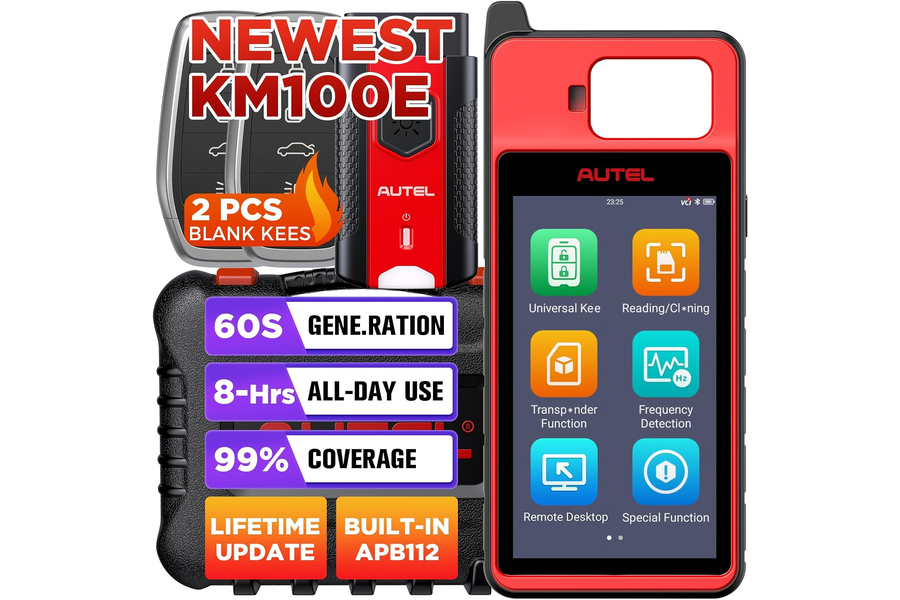 NEWEST
KM100E
2 PCS
BLANK KEES
AUTEL
60S GENE.RATION
8-Hrs ALL-DAY USE
®
99% COVERAGE
LIFETIME
UPDATE
BUILT-IN
APB112
AUTEL
23:25 VCI
Universal Kee
Reading/Cl*ning
Transp*nder
Function
Hz
Frequency
Detection
Remote Desktop
Special Function